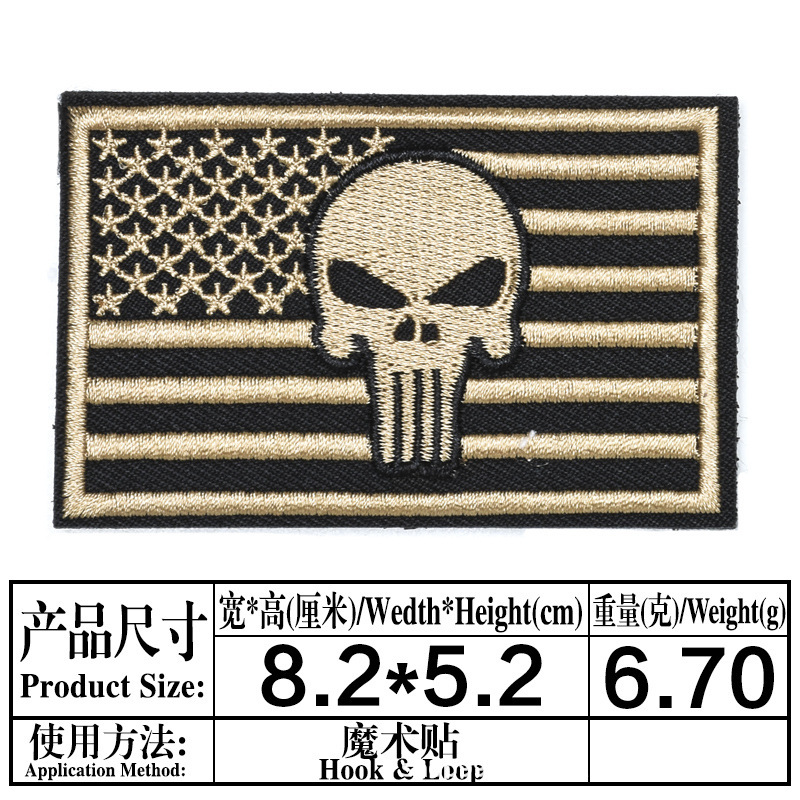 产品尺寸
Product Size:
宽*高(厘米)/Wedth*Height(cm)
重量(克)/Weight(g)
8.2*5.2
6.70
使用方法:
Application Method:
魔术贴
Hook & Loop